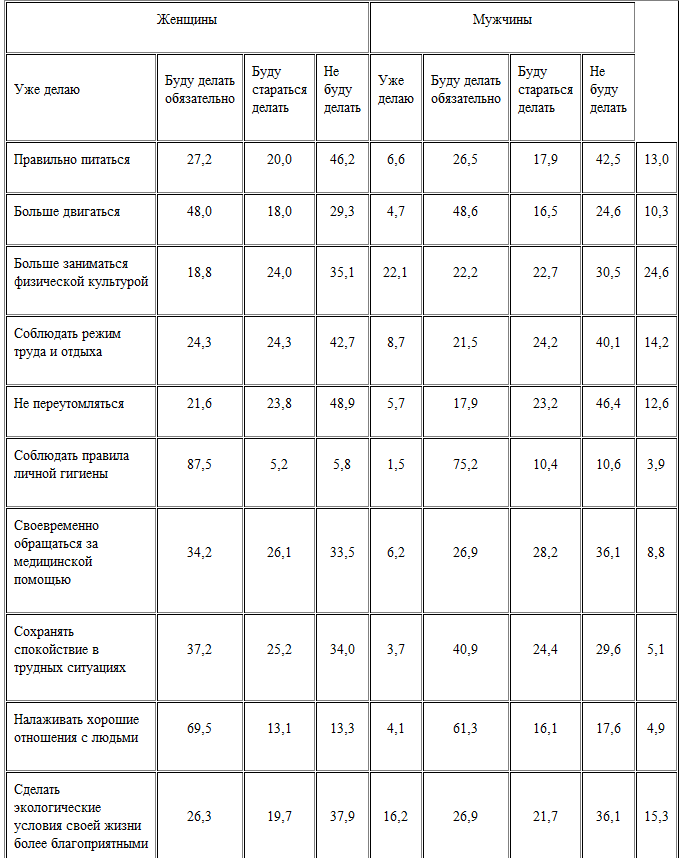 Женщины Мужчины
Уже делаю Буду делать обязательно Буду стараться делать Не буду делать Уже делаю Буду делать обязательно Буду стараться делать Не буду делать
Правильно питаться 27,2 20,0 46,2 6,6 26,5 17,9 42,5 13,0
Больше двигаться 48,0 18,0 29,3 4,7 48,6 16,5 24,6 10,3
Больше заниматься физической культурой 18,8 24,0 35,1 22,1 22,2 22,7 30,5 24,6
Соблюдать режим труда и отдыха 24,3 24,3 42,7 8,7 21,5 24,2 40,1 14,2
Не переутомляться 21,6 23,8 48,9 5,7 17,9 23,2 46,4 12,6
Соблюдать правила личной гигиены 87,5 5,2 5,8 1,5 75,2 10,4 10,6 3,9
Своевременно обращаться за медицинской помощью 34,2 26,1 33,5 6,2 26,9 28,2 36,1 8,8
Сохранять спокойствие в трудных ситуациях 37,2 25,2 34,0 3,7 40,9 24,4 29,6 5,1
Налаживать хорошие отношения с людьми 69,5 13,1 13,3 4,1 61,3 16,1 17,6 4,9
Сделать экологические условия своей жизни более благоприятными 26,3 19,7 37,9 16,2 26,9 21,7 36,1 15,3